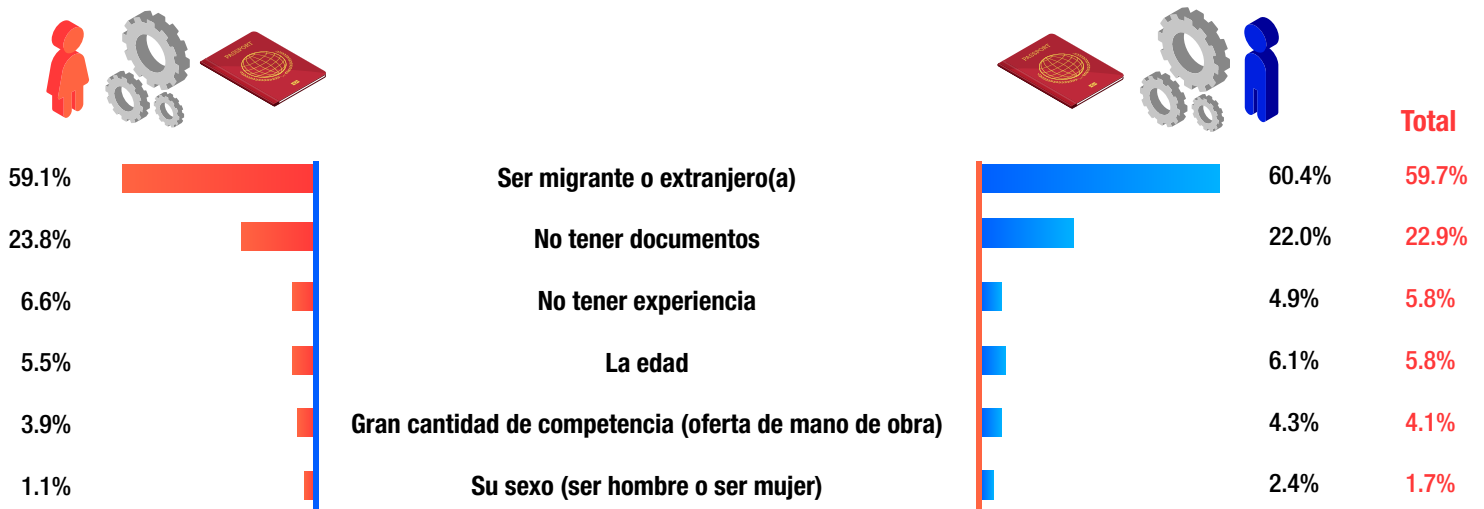 PASSPORT
PASSPORT
Total
59.1%
Ser migrante o extranjero(a)
60.4%
59.7%
23.8%
No tener documentos
22.0%
22.9%
6.6%
No tener experiencia
4.9%
5.8%
5.5%
La edad
6.1%
5.8%
3.9%
Gran cantidad de competencia (oferta de mano de obra)
4.3%
4.1%
1.1%
Su sexo (ser hombre o ser mujer)
2.4%
1.7%